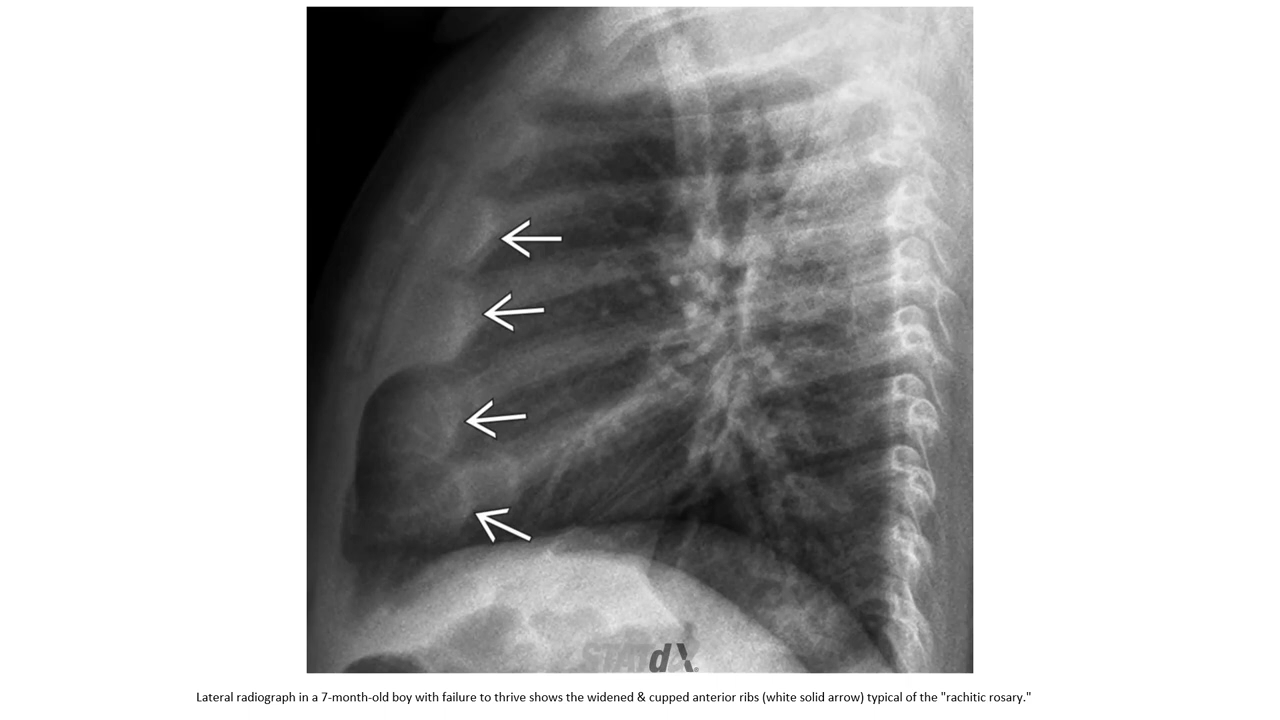 STATdX
Lateral radiograph in a 7-month-old boy with failure to thrive shows the widened & cupped anterior ribs (white solid arrow) typical of the "rachitic rosary."